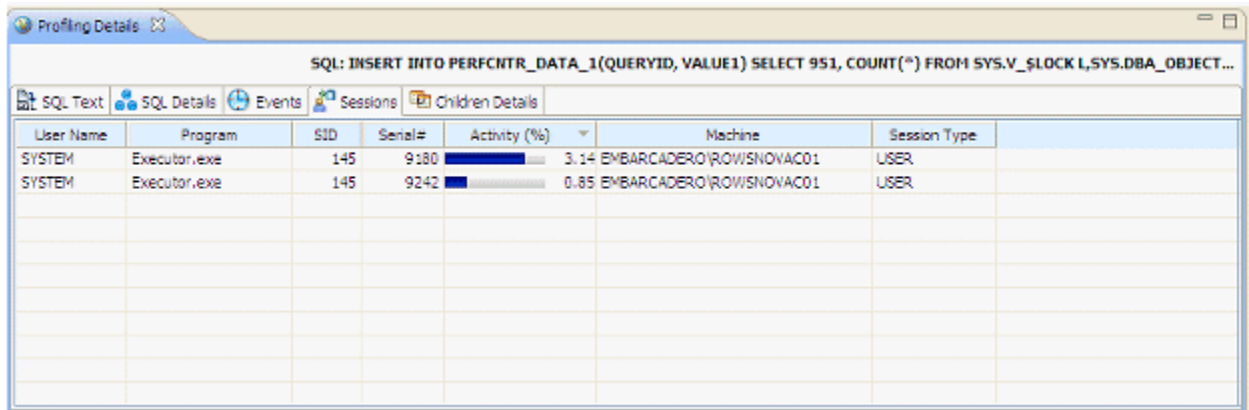 Profiling Details
SQL: INSERT INTO PERFCNTR_DATA_1(QUERYID, VALUE1) SELECT 951, COUNT(*) FROM SYS.V_$LOCK L,SYS.DBA_OBJECT...
SQL Text SQL Details Events Sessions Children Details
User Name Program SID Serial# Activity (%) Machine Session Type
SYSTEM Executor.exe 145 9180 3.14 EMBARCADERO\ROWSNOVAC01 USER
SYSTEM Executor.exe 145 9242 0.85 EMBARCADERO\ROWSNOVAC01 USER